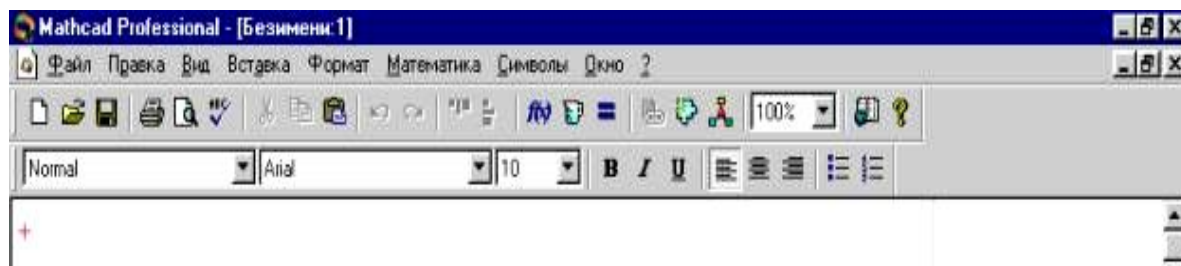 Mathcad Professional - [Безимени:1]
Файл Правка Вид Вставка Формат Математика Символы Окно ?
f(x) = 100% ?
Normal Arial 10 B I U
+